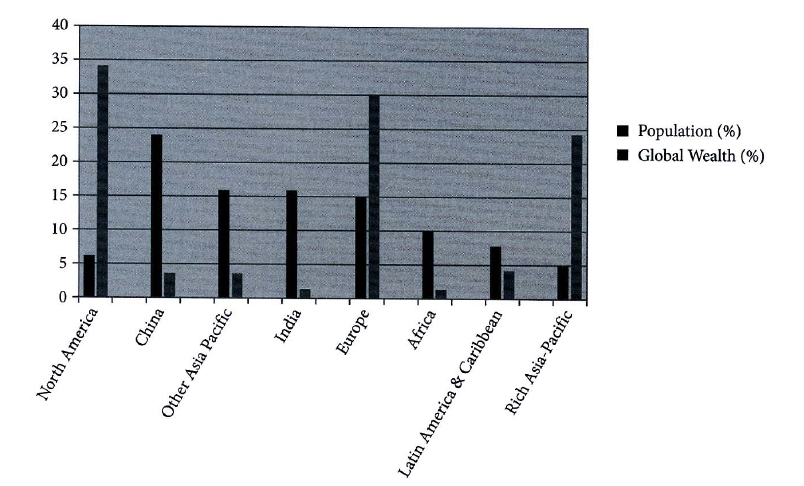 40
35
30
25
20
15
10
5
0
North America
China
Other Asia Pacific
India
Europe
Africa
Latin America & Caribbean
Rich Asia-Pacific
Population (%)
Global Wealth (%)